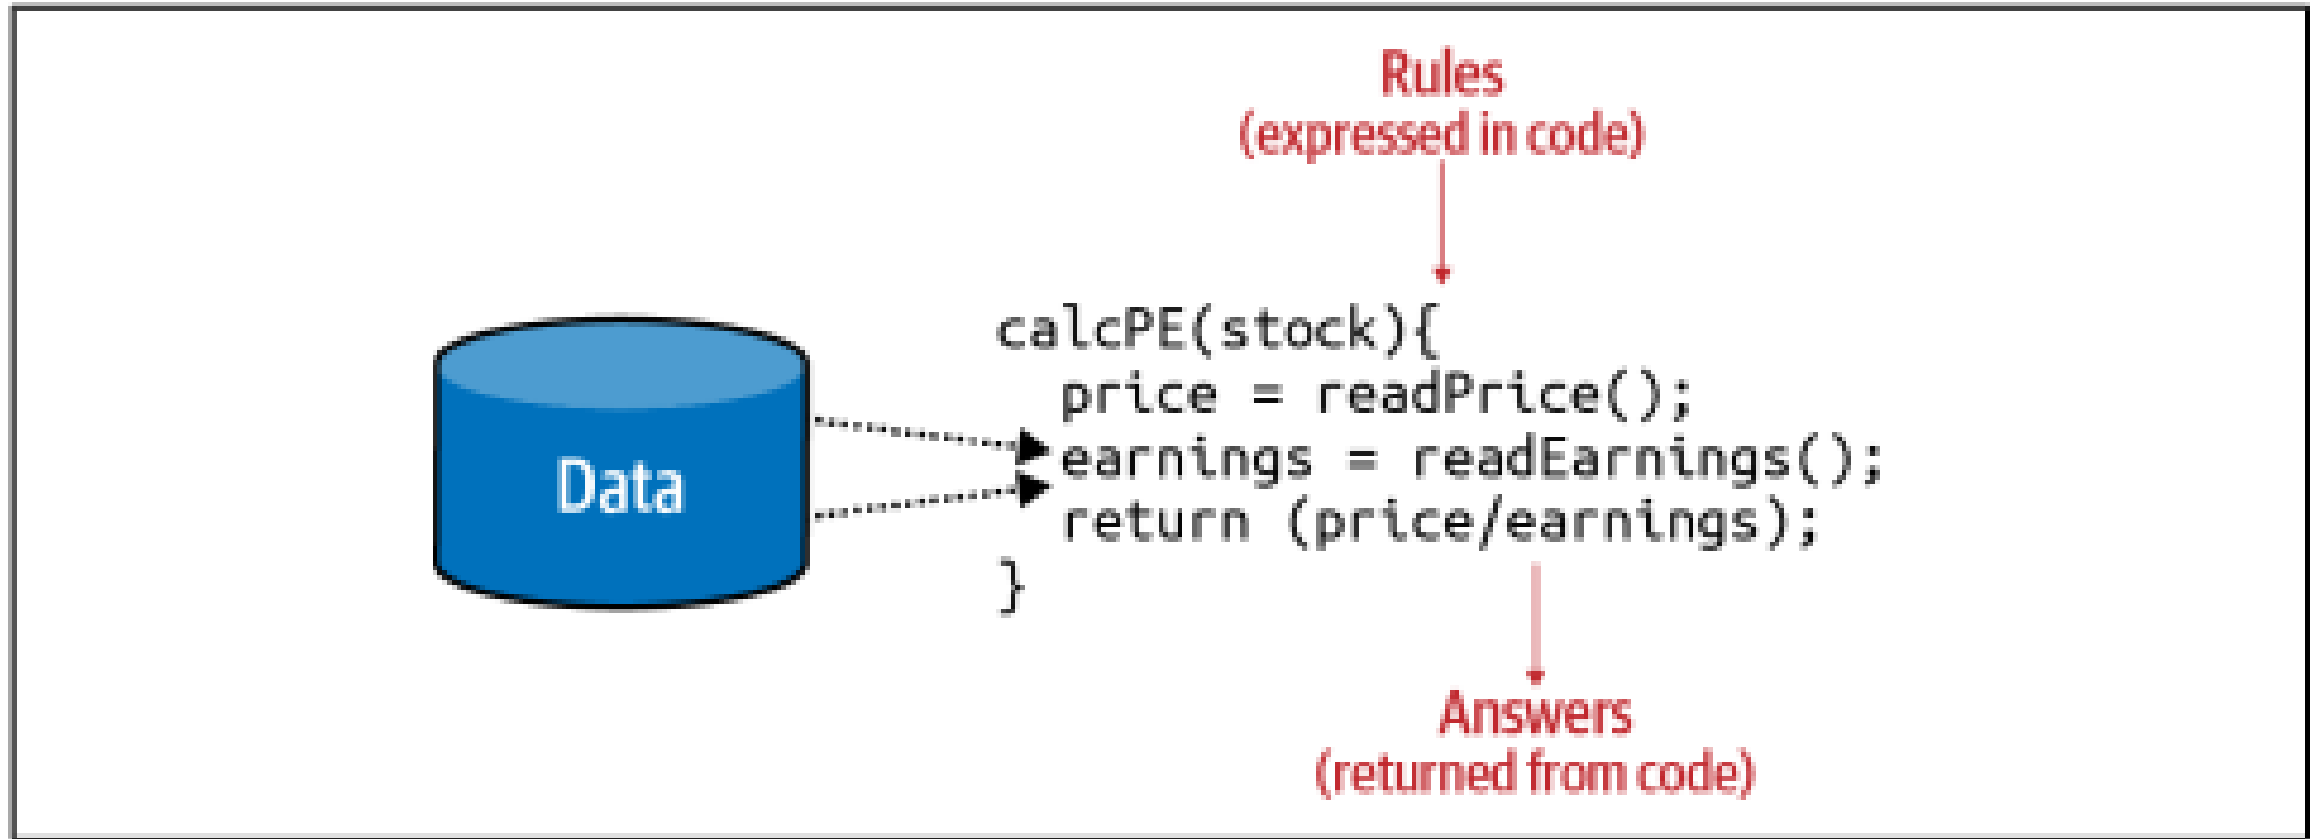 Rules
(expressed in code)
Data
calcPE(stock){
  price = readPrice();
  earnings = readEarnings();
  return (price/earnings);
}
Answers
(returned from code)